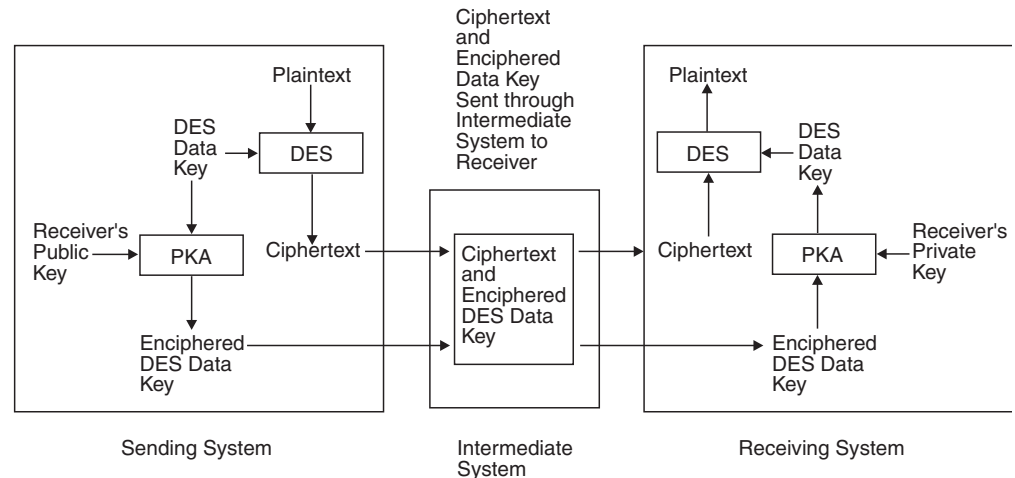 Ciphertext
and
Enciphered
Data Key
Sent through
Intermediate
System to
Receiver
Plaintext
DES
Data
Key
DES
Receiver's
Public
Key
PKA
Ciphertext
Enciphered
DES Data
Key
Sending System
Ciphertext
and
Enciphered
DES Data
Key
Intermediate
System
Plaintext
DES
DES
Data
Key
Ciphertext
PKA
Receiver's
Private
Key
Enciphered
DES Data
Key
Receiving System